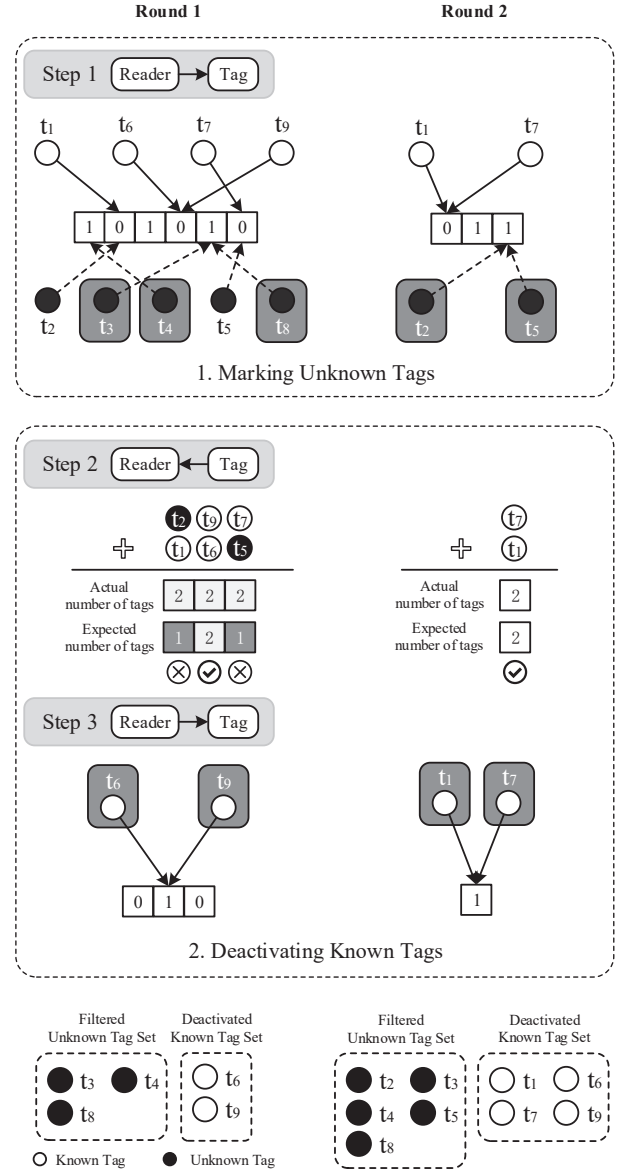 Round 1 Round 2
Step 1 Reader Tag
t1 t6 t7 t9 t1 t7
1 0 1 0 1 0 0 1 1
t2 t3 t4 t5 t8 t2 t5
1. Marking Unknown Tags
Step 2 Reader Tag
t2 t9 t7 t7
t1 t6 t5 t1
Actual
number of tags 2 2 2 Actual
number of tags 2
Expected
number of tags 1 2 1 Expected
number of tags 2
Step 3 Reader Tag
t6 t9 t1 t7
0 1 0 1
2. Deactivating Known Tags
Filtered
Unknown Tag Set
Deactivated
Known Tag Set
Filtered
Unknown Tag Set
Deactivated
Known Tag Set
t3 t4 t6 t2 t3 t1 t6
t8 t9 t4 t5 t7 t9
t8
Known Tag Unknown Tag